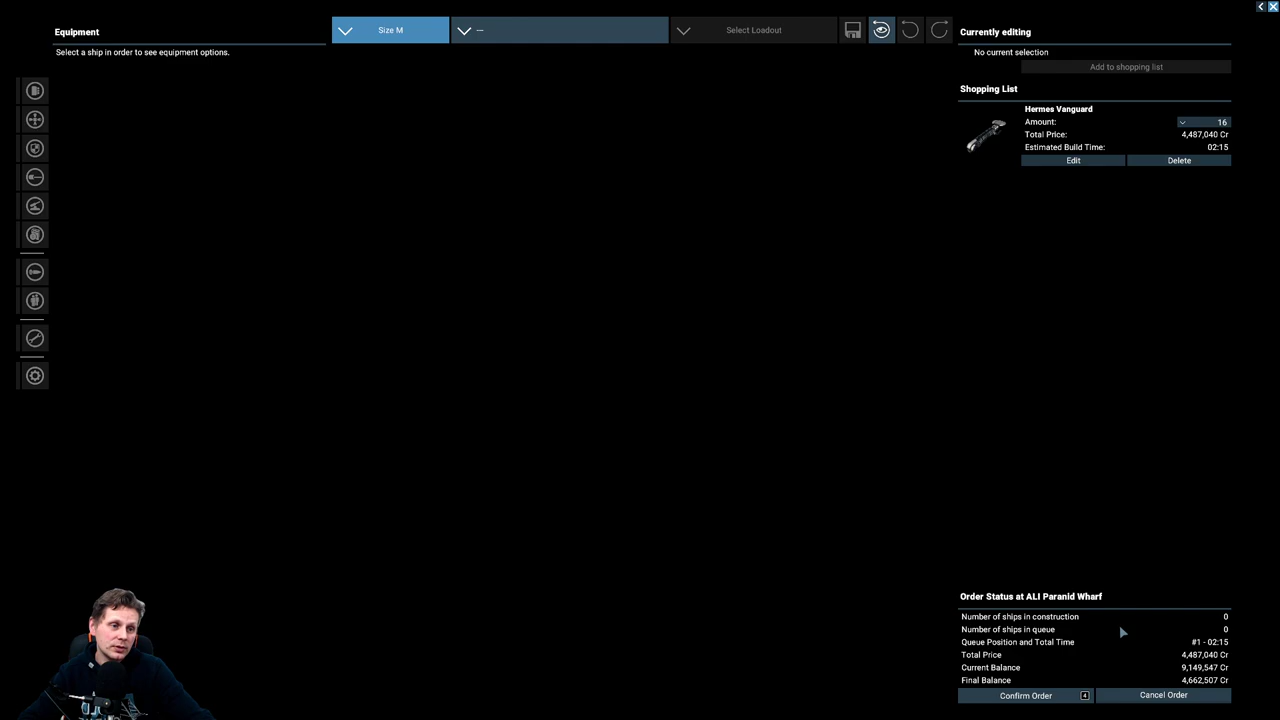 Equipment
Select a ship in order to see equipment options.
Size M
---
Select Loadout
Currently editing
No current selection
Add to shopping list
Shopping List
Hermes Vanguard
Amount: 16
Total Price: 4,487,040 Cr
Estimated Build Time: 02:15
Edit Delete
Order Status at ALI Paranid Wharf
Number of ships in construction 0
Number of ships in queue 0
Queue Position and Total Time #1 - 02:15
Total Price 4,487,040 Cr
Current Balance 9,149,547 Cr
Final Balance 4,662,507 Cr
Confirm Order 4 Cancel Order